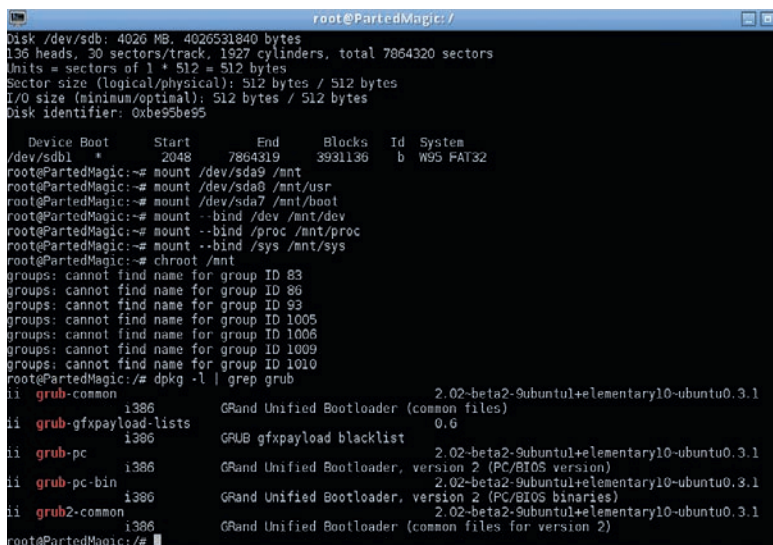 root@PartedMagic:/
Disk /dev/sdb: 4026 MB, 4026531840 bytes
136 heads, 30 sectors/track, 1927 cylinders, total 7864320 sectors
Units = sectors of 1 * 512 = 512 bytes
Sector size (logical/physical): 512 bytes / 512 bytes
I/O size (minimum/optimal): 512 bytes / 512 bytes
Disk identifier: 0xbe95be95
Device Boot Start End Blocks Id System
/dev/sdb1 * 2048 7864319 3931136 b W95 FAT32
root@PartedMagic:~# mount /dev/sda9 /mnt
root@PartedMagic:~# mount /dev/sda8 /mnt/usr
root@PartedMagic:~# mount /dev/sda7 /mnt/boot
root@PartedMagic:~# mount --bind /dev /mnt/dev
root@PartedMagic:~# mount --bind /proc /mnt/proc
root@PartedMagic:~# mount --bind /sys /mnt/sys
root@PartedMagic:~# chroot /mnt
groups: cannot find name for group ID 83
groups: cannot find name for group ID 86
groups: cannot find name for group ID 93
groups: cannot find name for group ID 1005
groups: cannot find name for group ID 1006
groups: cannot find name for group ID 1009
groups: cannot find name for group ID 1010
root@PartedMagic:/# dpkg -l | grep grub
ii grub-common 2.02~beta2-9ubuntu1+elementary10~ubuntu0.3.1
i386 GRand Unified Bootloader (common files)
ii grub-gfxpayload-lists 0.6
i386 GRUB gfxpayload blacklist
ii grub-pc 2.02~beta2-9ubuntu1+elementary10~ubuntu0.3.1
i386 GRand Unified Bootloader, version 2 (PC/BIOS version)
ii grub-pc-bin 2.02~beta2-9ubuntu1+elementary10~ubuntu0.3.1
i386 GRand Unified Bootloader, version 2 (PC/BIOS binaries)
ii grub2-common 2.02~beta2-9ubuntu1+elementary10~ubuntu0.3.1
i386 GRand Unified Bootloader (common files for version 2)
root@PartedMagic:/#